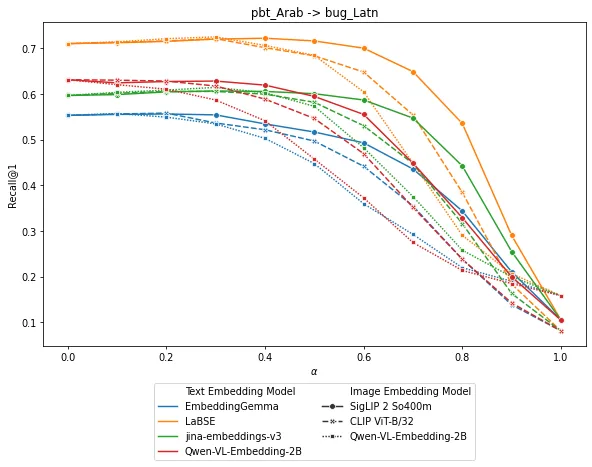 pbt_Arab -> bug_Latn
0.7
0.6
0.5
0.4
0.3
0.2
0.1
Recall@1
0.0 0.2 0.4 0.6 0.8 1.0
α
Text Embedding Model Image Embedding Model
EmbeddingGemma SigLIP 2 So400m
LaBSE CLIP ViT-B/32
jina-embeddings-v3 Qwen-VL-Embedding-2B
Qwen-VL-Embedding-2B